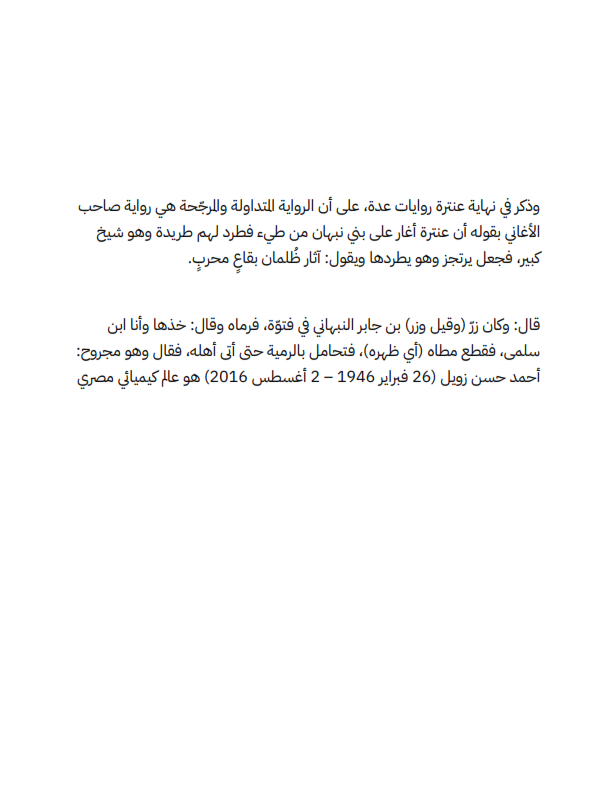 وذكر في نهاية عنترة روايات عدة، على أن الرواية المتداولة والمرجّحة هي رواية صاحب
الأغاني بقوله أن عنترة أغار على بني نبهان من طيء فطرد لهم طريدة وهو شيخ
كبير، فجعل يرتجز وهو يطردها ويقول: آثار ظُلمان بقاعٍ محربٍ.
قال: وكان زرّ (وقيل وزر) بن جابر النبهاني في فتوّة، فرماه وقال: خذها وأنا ابن
سلمى، فقطع مطاه (أي ظهره)، فتحامل بالرمية حتى أتى أهله، فقال وهو مجروح:
أحمد حسن زويل (26 فبراير 1946 – 2 أغسطس 2016) هو عالم كيميائي مصري